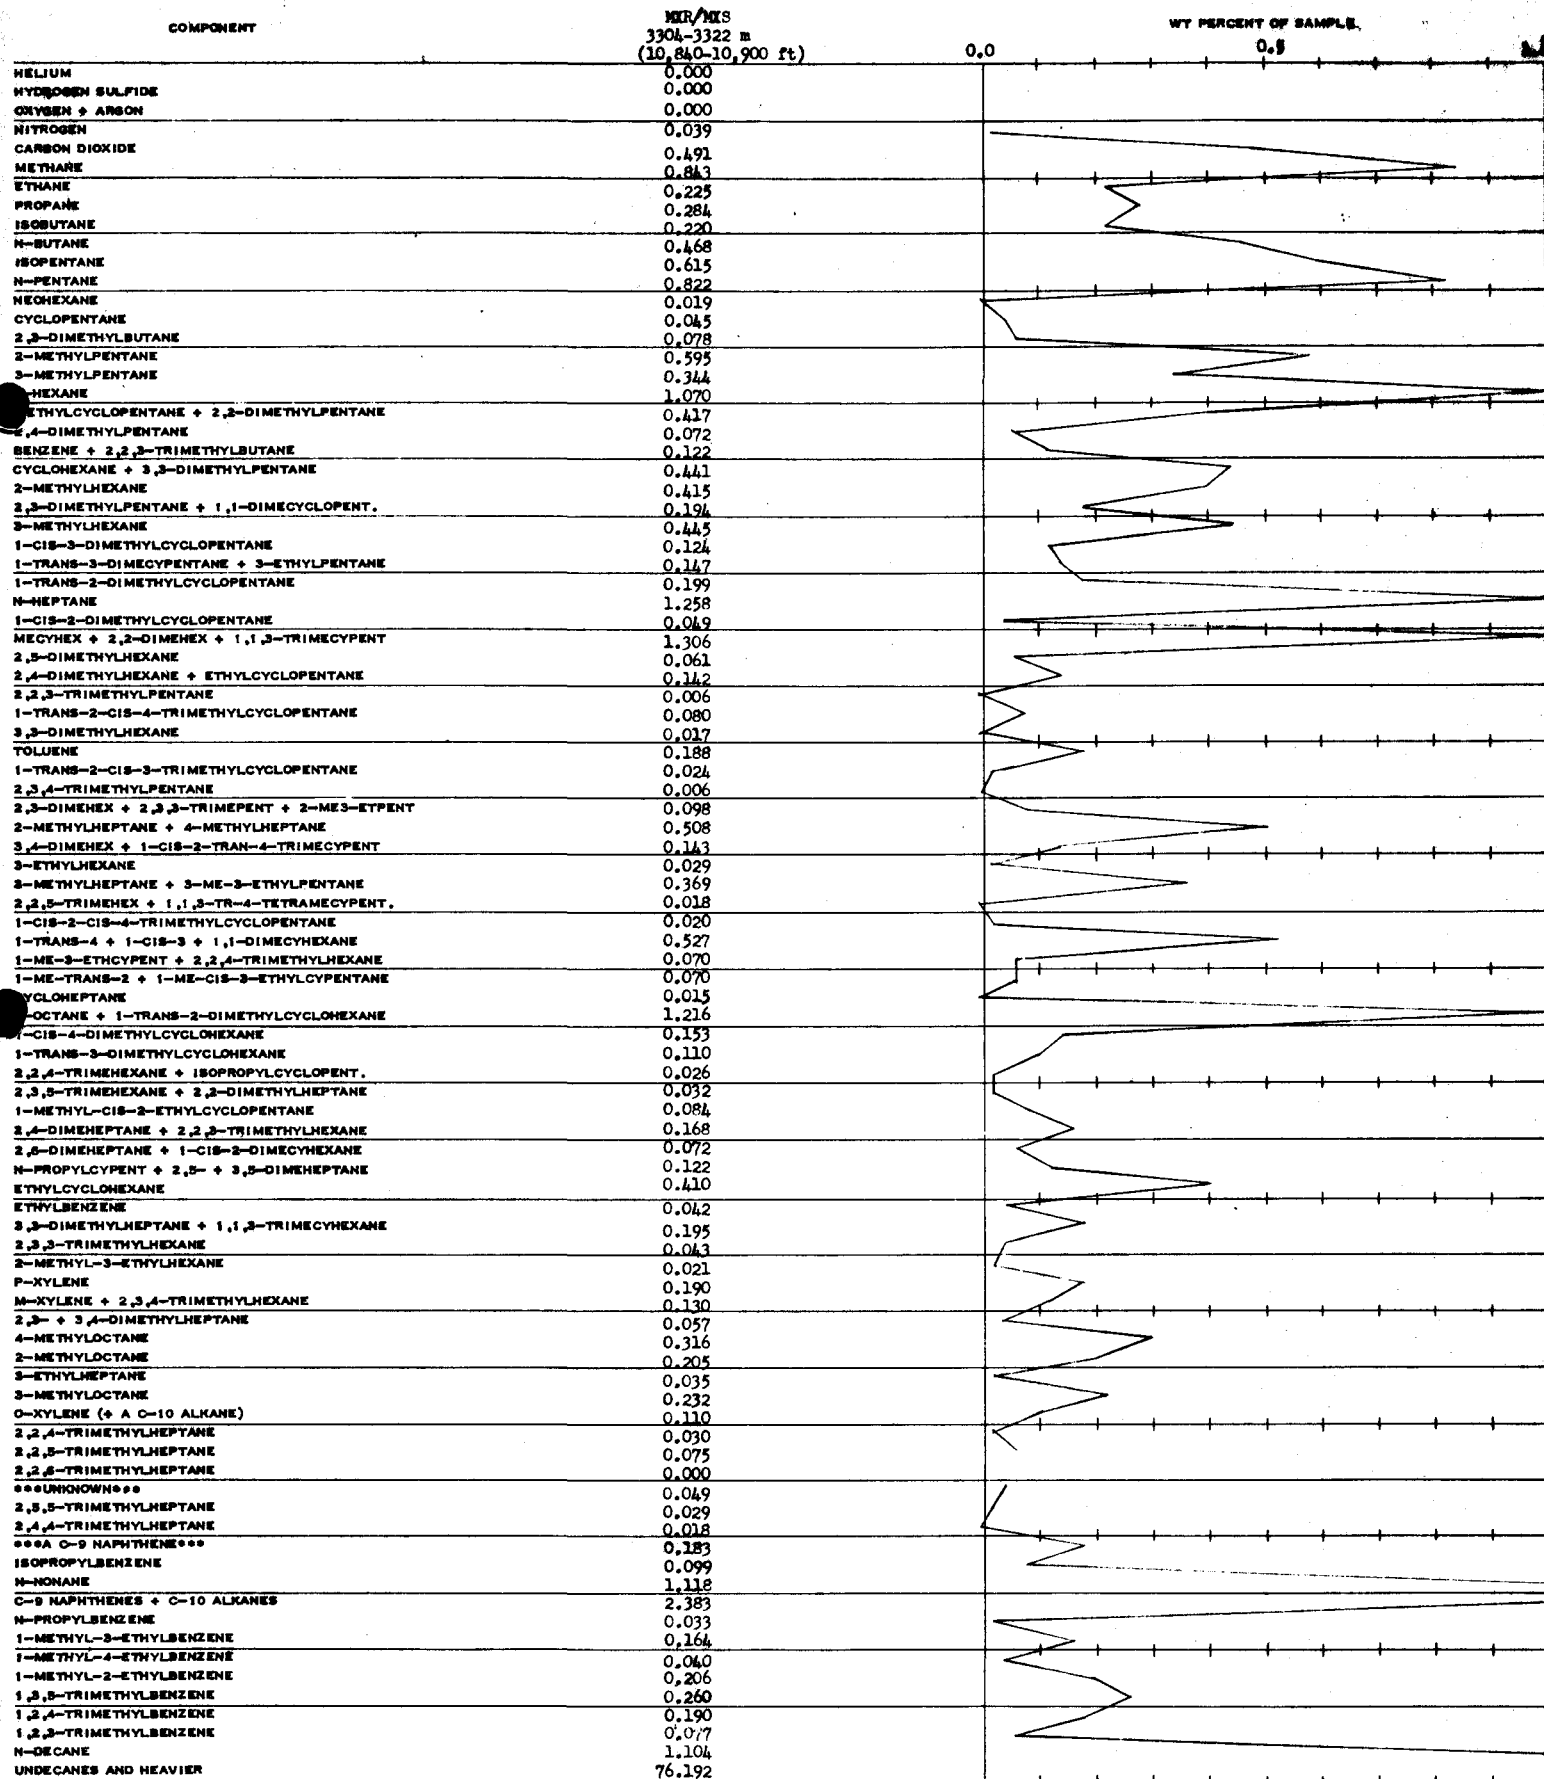 COMPONENT
MXR/MXS
3304-3322 m
(10,840-10,900 ft)
WT PERCENT OF SAMPLE
0.0 0.5
HELIUM 0.000
HYDROGEN SULFIDE 0.000
OXYGEN + ARGON 0.000
NITROGEN 0.039
CARBON DIOXIDE 0.491
METHANE 0.843
ETHANE 0.225
PROPANE 0.284
ISOBUTANE 0.220
N-BUTANE 0.468
ISOPENTANE 0.615
N-PENTANE 0.822
NEOHEXANE 0.019
CYCLOPENTANE 0.045
2,3-DIMETHYLBUTANE 0.078
2-METHYLPENTANE 0.595
3-METHYLPENTANE 0.344
-HEXANE 1.070
ETHYLCYCLOPENTANE + 2,2-DIMETHYLPENTANE 0.417
2,4-DIMETHYLPENTANE 0.072
BENZENE + 2,2,3-TRIMETHYLBUTANE 0.122
CYCLOHEXANE + 3,3-DIMETHYLPENTANE 0.441
2-METHYLHEXANE 0.415
2,3-DIMETHYLPENTANE + 1,1-DIMECYCLOPENT. 0.194
3-METHYLHEXANE 0.445
1-CIS-3-DIMETHYLCYCLOPENTANE 0.124
1-TRANS-3-DIMECYPENTANE + 3-ETHYLPENTANE 0.147
1-TRANS-2-DIMETHYLCYCLOPENTANE 0.199
N-HEPTANE 1.258
1-CIS-2-DIMETHYLCYCLOPENTANE 0.049
MECYHEX + 2,2-DIMEHEX + 1,1,3-TRIMECYPENT 1.306
2,5-DIMETHYLHEXANE 0.061
2,4-DIMETHYLHEXANE + ETHYLCYCLOPENTANE 0.142
2,2,3-TRIMETHYLPENTANE 0.006
1-TRANS-2-CIS-4-TRIMETHYLCYCLOPENTANE 0.080
3,3-DIMETHYLHEXANE 0.017
TOLUENE 0.188
1-TRANS-2-CIS-3-TRIMETHYLCYCLOPENTANE 0.024
2,3,4-TRIMETHYLPENTANE 0.006
2,3-DIMEHEX + 2,3,3-TRIMEPENT + 2-ME3-ETPENT 0.098
2-METHYLHEPTANE + 4-METHYLHEPTANE 0.508
3,4-DIMEHEX + 1-CIS-2-TRAN-4-TRIMECYPENT 0.143
3-ETHYLHEXANE 0.029
3-METHYLHEPTANE + 3-ME-3-ETHYLPENTANE 0.369
2,2,5-TRIMEHEX + 1,1,3-TR-4-TETRAMECYPENT. 0.018
1-CIS-2-CIS-4-TRIMETHYLCYCLOPENTANE 0.020
1-TRANS-4 + 1-CIS-3 + 1,1-DIMECYHEXANE 0.527
1-ME-3-ETHCYPENT + 2,2,4-TRIMETHYLHEXANE 0.070
1-ME-TRANS-2 + 1-ME-CIS-3-ETHYLCYPENTANE 0.070
YCLOHEPTANE 0.015
-OCTANE + 1-TRANS-2-DIMETHYLCYCLOHEXANE 1.216
1-CIS-4-DIMETHYLCYCLOHEXANE 0.153
1-TRANS-3-DIMETHYLCYCLOHEXANE 0.110
2,2,4-TRIMEHEXANE + ISOPROPYLCYCLOPENT. 0.026
2,3,5-TRIMEHEXANE + 2,2-DIMETHYLHEPTANE 0.032
1-METHYL-CIS-2-ETHYLCYCLOPENTANE 0.084
2,4-DIMEHEPTANE + 2,2,3-TRIMETHYLHEXANE 0.168
2,6-DIMEHEPTANE + 1-CIS-2-DIMECYHEXANE 0.072
N-PROPYLCYPENT + 2,5- + 3,5-DIMEHEPTANE 0.122
ETHYLCYCLOHEXANE 0.410
ETHYLBENZENE 0.042
3,3-DIMETHYLHEPTANE + 1,1,3-TRIMECYHEXANE 0.195
2,3,3-TRIMETHYLHEXANE 0.043
2-METHYL-3-ETHYLHEXANE 0.021
P-XYLENE 0.190
M-XYLENE + 2,3,4-TRIMETHYLHEXANE 0.130
2,3- + 3,4-DIMETHYLHEPTANE 0.057
4-METHYLOCTANE 0.316
2-METHYLOCTANE 0.205
3-ETHYLHEPTANE 0.035
3-METHYLOCTANE 0.232
O-XYLENE (+ A C-10 ALKANE) 0.110
2,2,4-TRIMETHYLHEPTANE 0.030
2,2,5-TRIMETHYLHEPTANE 0.075
2,2,6-TRIMETHYLHEPTANE 0.000
***UNKNOWN*** 0.049
2,5,5-TRIMETHYLHEPTANE 0.029
2,4,4-TRIMETHYLHEPTANE 0.018
***A C-9 NAPHTHENE*** 0.183
ISOPROPYLBENZENE 0.099
N-NONANE 1.118
C-9 NAPHTHENES + C-10 ALKANES 2.383
N-PROPYLBENZENE 0.033
1-METHYL-3-ETHYLBENZENE 0.164
1-METHYL-4-ETHYLBENZENE 0.040
1-METHYL-2-ETHYLBENZENE 0.206
1,3,5-TRIMETHYLBENZENE 0.260
1,2,4-TRIMETHYLBENZENE 0.190
1,2,3-TRIMETHYLBENZENE 0.077
N-DECANE 1.104
UNDECANES AND HEAVIER 76.192